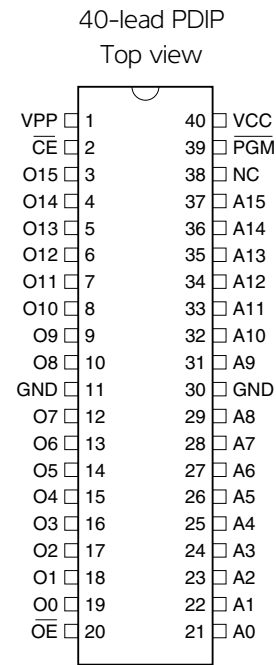 40-lead PDIP
Top view
VPP 1 40 VCC
C̅E̅ 2 39 P̅G̅M̅
O15 3 38 NC
O14 4 37 A15
O13 5 36 A14
O12 6 35 A13
O11 7 34 A12
O10 8 33 A11
O9 9 32 A10
O8 10 31 A9
GND 11 30 GND
O7 12 29 A8
O6 13 28 A7
O5 14 27 A6
O4 15 26 A5
O3 16 25 A4
O2 17 24 A3
O1 18 23 A2
O0 19 22 A1
O̅E̅ 20 21 A0